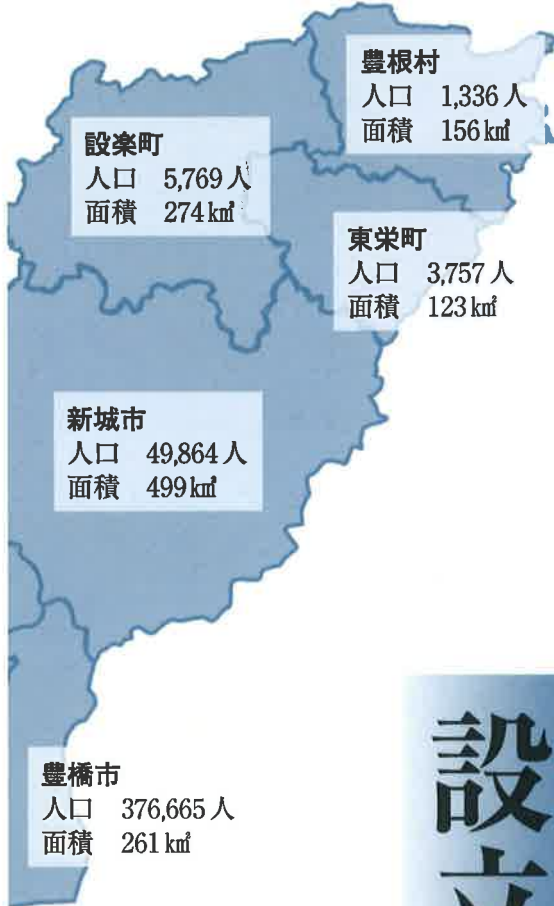 豊根村
人口　1,336人
面積　156㎢
設楽町
人口　5,769人
面積　274㎢
東栄町
人口　3,757人
面積　123㎢
新城市
人口　49,864人
面積　499㎢
豊橋市
人口　376,665人
面積　261㎢
設立